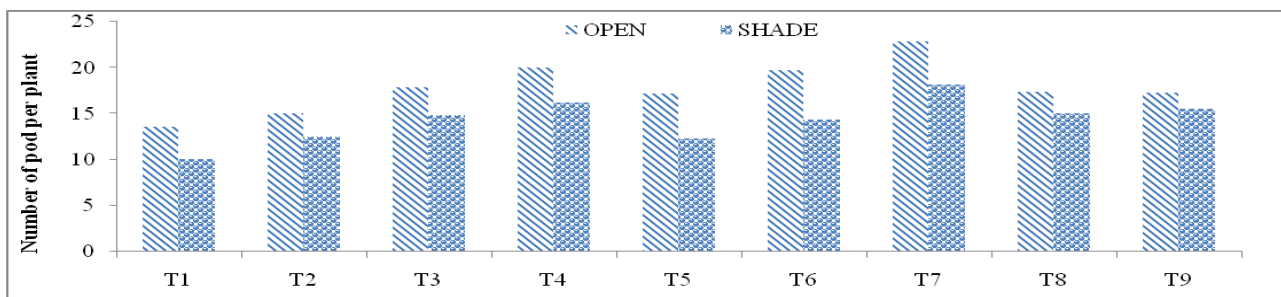 Number of pod per plant
25
20
15
10
5
0
OPEN SHADE
T1 T2 T3 T4 T5 T6 T7 T8 T9